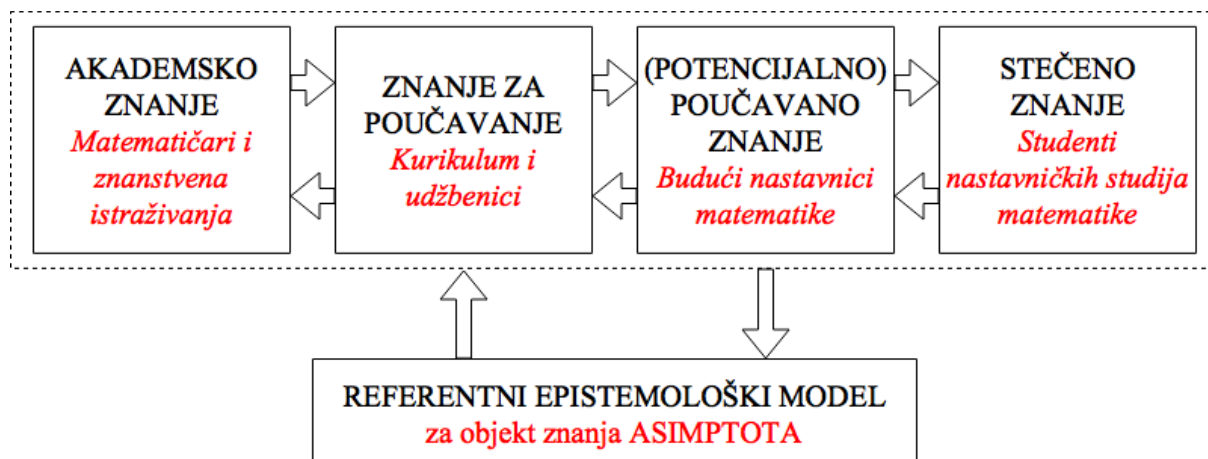 AKADEMSKO
ZNANJE
Matematičari i
znanstvena
istraživanja
ZNANJE ZA
POUČAVANJE
Kurikulum i
udžbenici
(POTENCIJALNO)
POUČAVANO
ZNANJE
Budući nastavnici
matematike
STEČENO
ZNANJE
Studenti
nastavničkih studija
matematike
REFERENTNI EPISTEMOLOŠKI MODEL
za objekt znanja ASIMPTOTA